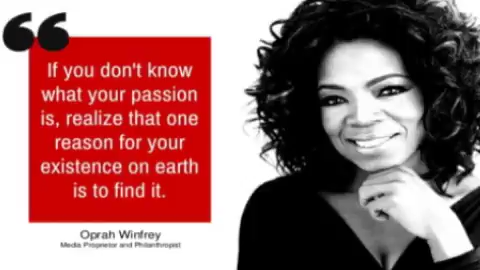 If you don't know
what your passion
is, realize that one
reason for your
existence on earth
is to find it.
Oprah Winfrey
Media Proprietor and Philanthropist